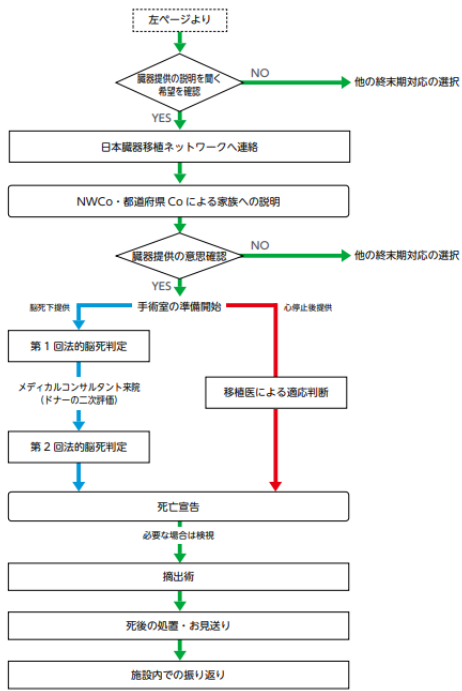 左ページより
臓器提供の説明を聞く
希望を確認
NO
他の終末期対応の選択
YES
日本臓器移植ネットワークへ連絡
NWCo・都道府県 Co による家族への説明
臓器提供の意思確認
NO
他の終末期対応の選択
YES
脳死下提供
手術室の準備開始
心停止後提供
第1回法的脳死判定
メディカルコンサルタント来院
（ドナーの二次評価）
移植医による適応判断
第2回法的脳死判定
死亡宣告
必要な場合は検視
摘出術
死後の処置・お見送り
施設内での振り返り